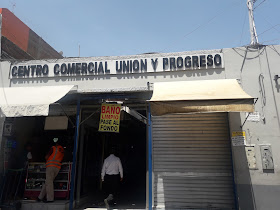 CENTRO COMERCIAL UNION Y PROGRESO
BAÑO
LIMPIO
PASE AL
FONDO